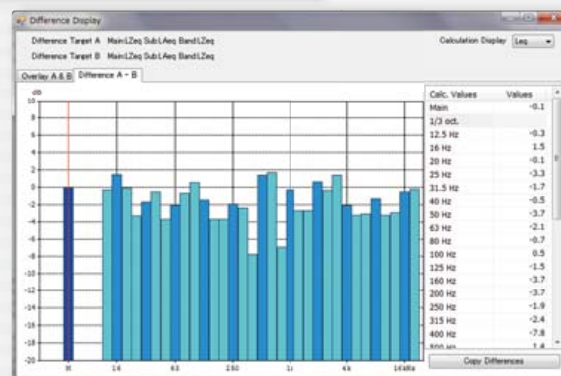 Difference Display
Difference Target A Main:LZeq Sub:LAeq Band:LZeq
Calculation Display Leq
Difference Target B Main:LZeq Sub:LAeq Band:LZeq
Overlay A & B Difference A - B
dB
10
8
6
4
2
0
-2
-4
-6
-8
-10
-12
-14
-16
-18
-20
M 16 63 250 1k 4k 16kHz
Calc. Values Values
Main -0.1
1/3 oct.
12.5 Hz -0.3
16 Hz 1.5
20 Hz -0.1
25 Hz -3.3
31.5 Hz -1.7
40 Hz -0.5
50 Hz -3.7
63 Hz -2.1
80 Hz -0.7
100 Hz 0.5
125 Hz -1.5
160 Hz -3.7
200 Hz -3.7
250 Hz -1.9
315 Hz -2.4
400 Hz -7.8
500 Hz 1.4
Copy Differences